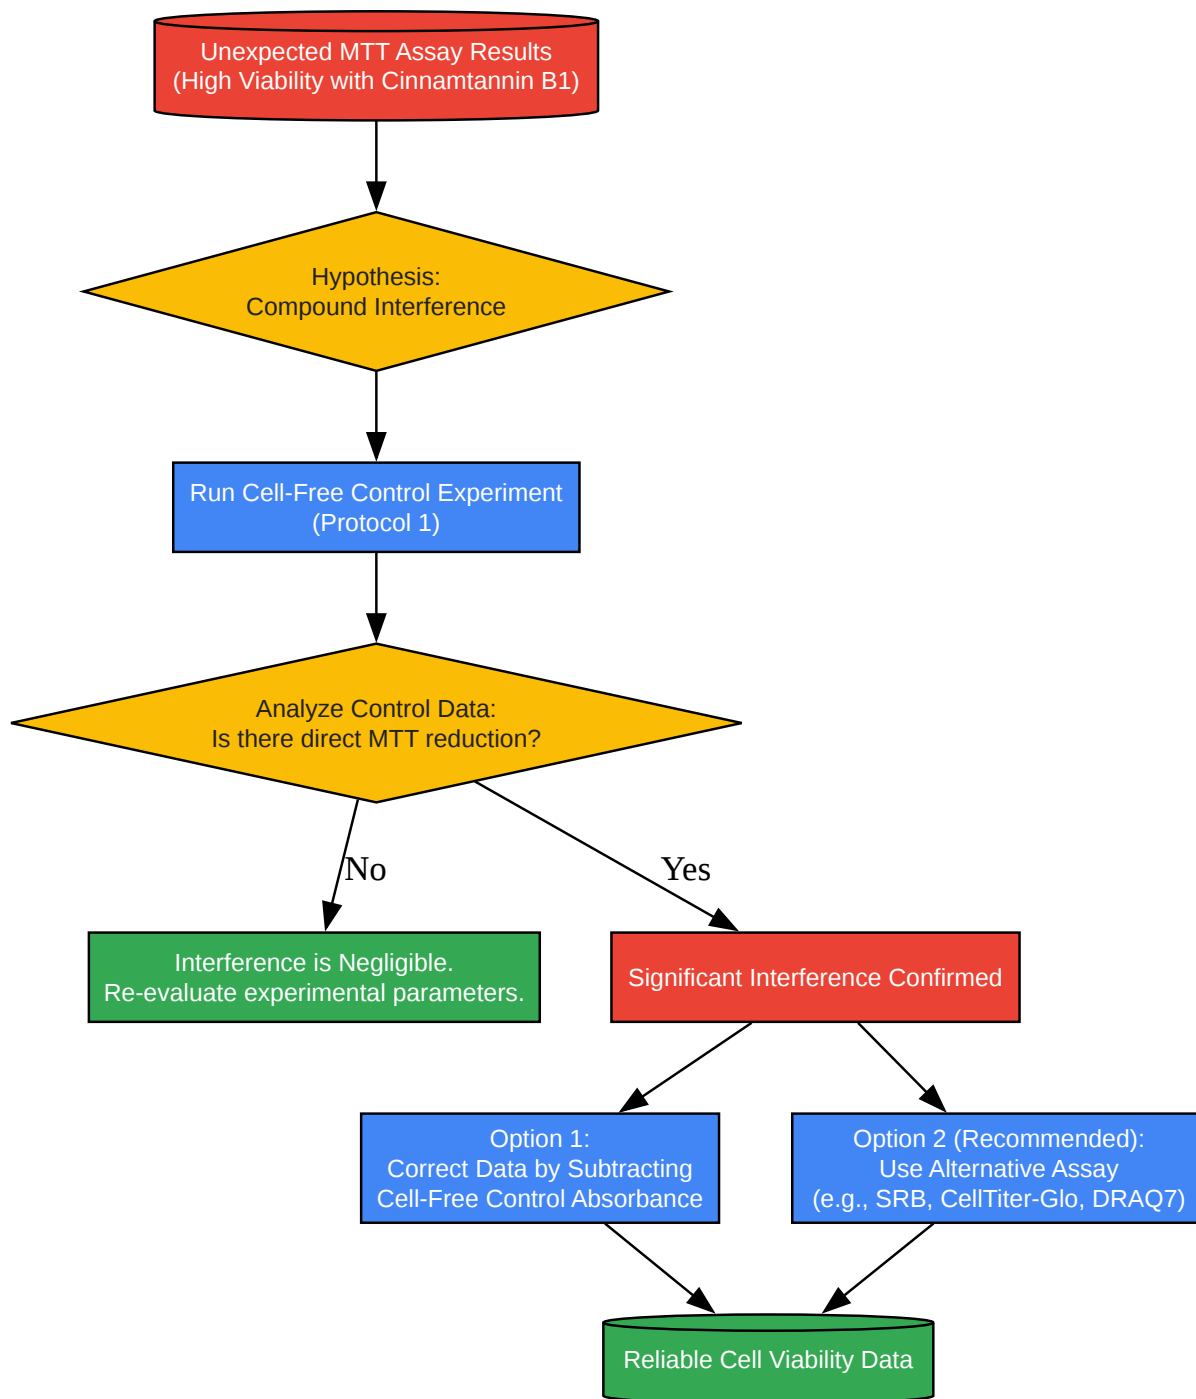 Unexpected MTT Assay Results
(High Viability with Cinnamtannin B1)
Hypothesis:
Compound Interference
Run Cell-Free Control Experiment
(Protocol 1)
Analyze Control Data:
Is there direct MTT reduction?
No
Yes
Interference is Negligible.
Re-evaluate experimental parameters.
Significant Interference Confirmed
Option 1:
Correct Data by Subtracting
Cell-Free Control Absorbance
Option 2 (Recommended):
Use Alternative Assay
(e.g., SRB, CellTiter-Glo, DRAQ7)
Reliable Cell Viability Data